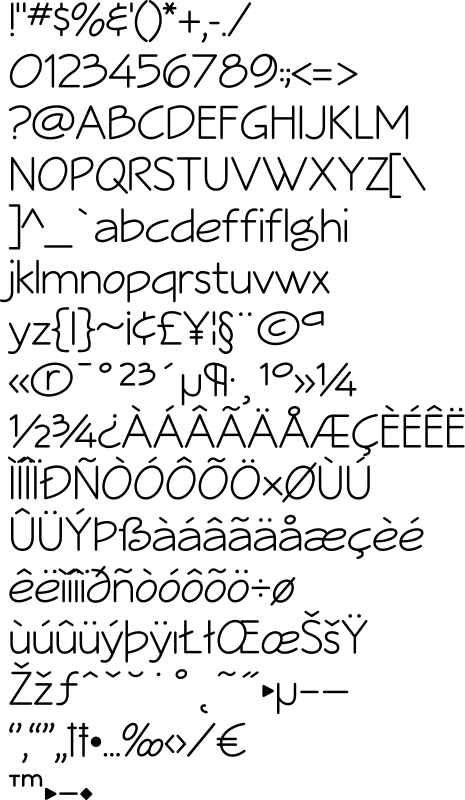 !"#$%&'()*+,-./
0123456789:;<=>
?@ABCDEFGHIJKLM
NOPQRSTUVWXYZ[\
]^_`abcdeffiflghi
jklmnopqrstuvwx
yz{|}~¡¢£¥¦§¨©ª
«®¯°²³´µ¶·¸¹º»¼
½¾¿ÀÁÂÃÄÅÆÇÈÉÊË
ÌÍÎÏÐÑÒÓÔÕÖ×ØÙÚ
ÛÜÝÞßàáâãäåæçèé
êëìíîïðñòóôõö÷ø
ùúûüýþÿıŁłŒœŠšŸ
Žžƒˆˇ˘˙˚˛˜˝▸µ–—
‘’‚“”„†‡•…‰‹›⁄€
™▸−◆